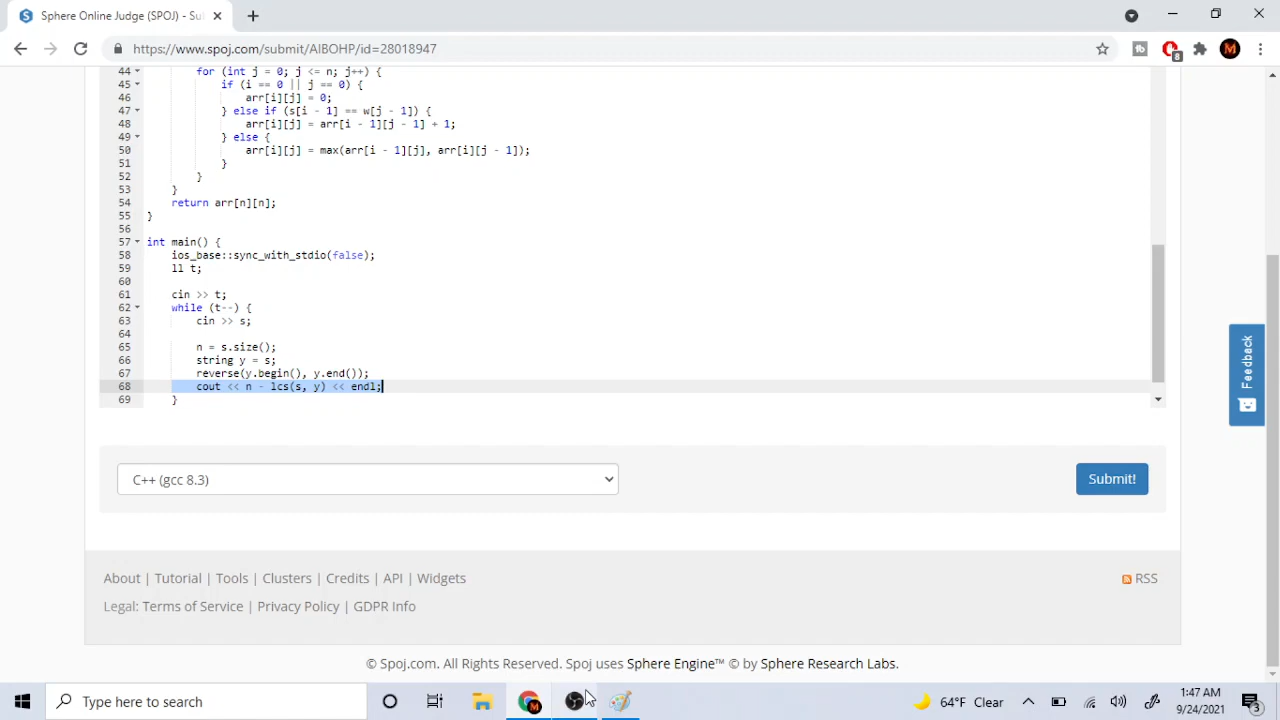 Sphere Online Judge (SPOJ) - Su
https://www.spoj.com/submit/AIBOHP/id=28018947
8
44 for (int j = 0; j <= n; j++) {
45 if (i == 0 || j == 0) {
46 arr[i][j] = 0;
47 } else if (s[i - 1] == w[j - 1]) {
48 arr[i][j] = arr[i - 1][j - 1] + 1;
49 } else {
50 arr[i][j] = max(arr[i - 1][j], arr[i][j - 1]);
51 }
52 }
53 }
54 return arr[n][n];
55 }
56
57 int main() {
58 ios_base::sync_with_stdio(false);
59 ll t;
60
61 cin >> t;
62 while (t--) {
63 cin >> s;
64
65 n = s.size();
66 string y = s;
67 reverse(y.begin(), y.end());
68 cout << n - lcs(s, y) << endl;
69 }
Feedback
C++ (gcc 8.3)
Submit!
About | Tutorial | Tools | Clusters | Credits | API | Widgets
RSS
Legal: Terms of Service | Privacy Policy | GDPR Info
© Spoj.com. All Rights Reserved. Spoj uses Sphere Engine™ © by Sphere Research Labs.
Type here to search
64°F Clear
1:47 AM
9/24/2021
3